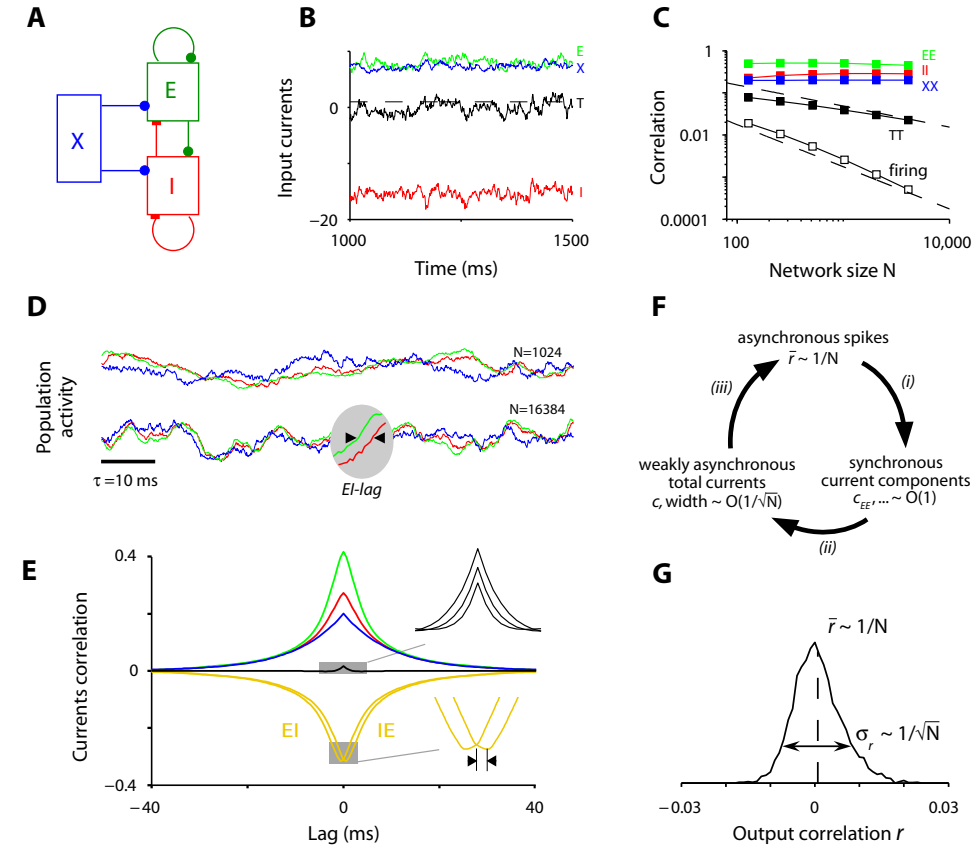 A
X
E
I
B
Input currents
0
−20
1000
1500
Time (ms)
E
X
T
I
C
Correlation
1
0.01
0.0001
100
10,000
Network size N
EE
II
XX
TT
firing
D
Population
activity
N=1024
N=16384
τ =10 ms
EI-lag
E
Currents correlation
0.4
0
−0.4
−40
0
40
Lag (ms)
EI
IE
F
asynchronous spikes
r̄ ~ 1/N
(i)
(iii)
weakly asynchronous
total currents
c, width ~ O(1/√N)
synchronous
current components
c_EE, ... ~ O(1)
(ii)
G
r̄ ~ 1/N
σ_r ~ 1/√N
−0.03
0
0.03
Output correlation r